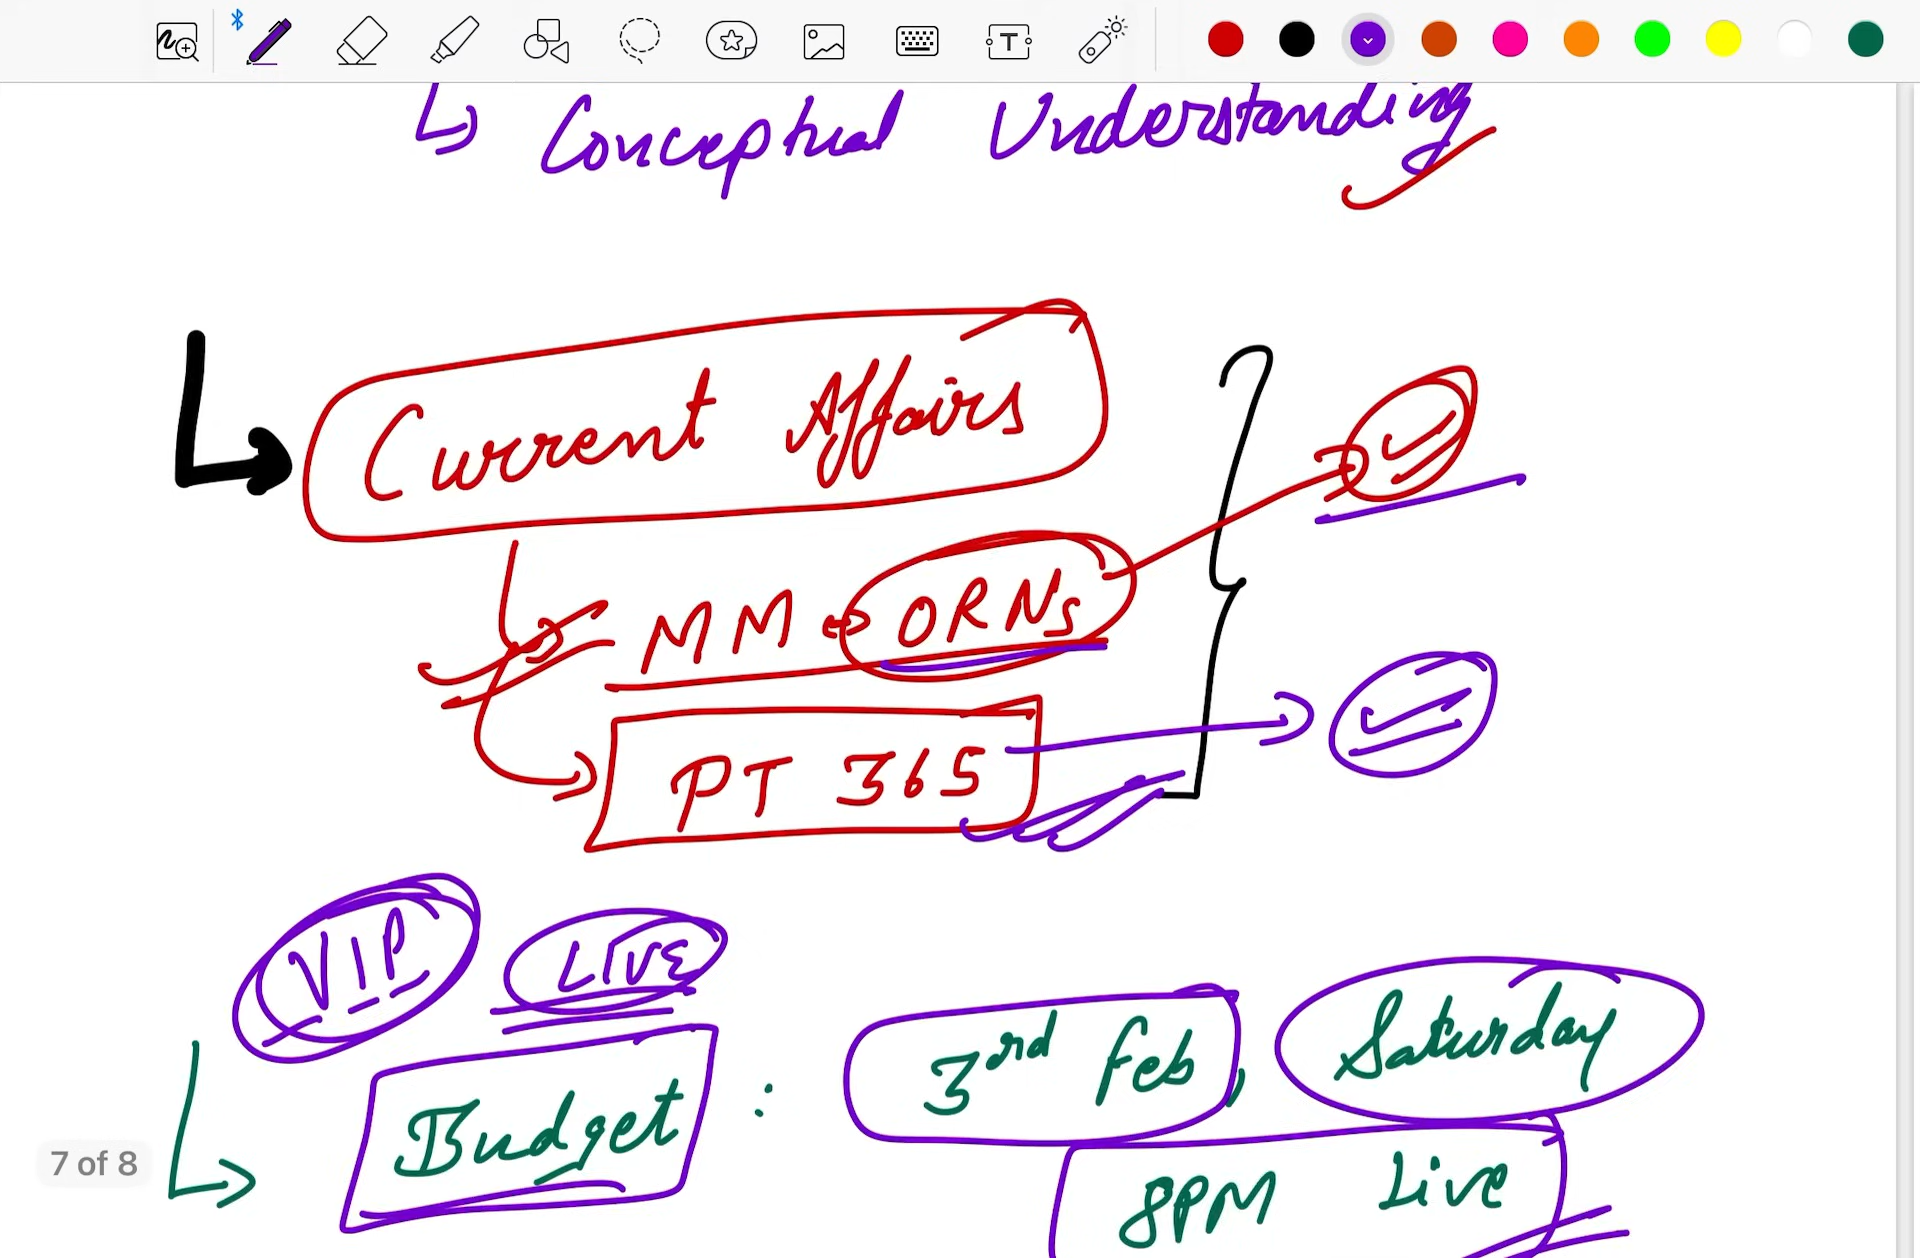 Conceptual Understanding
Current Affairs
MM ORNs
PT 365
VIP LIVE
Budget : 3rd Feb, Saturday
8PM Live
7 of 8